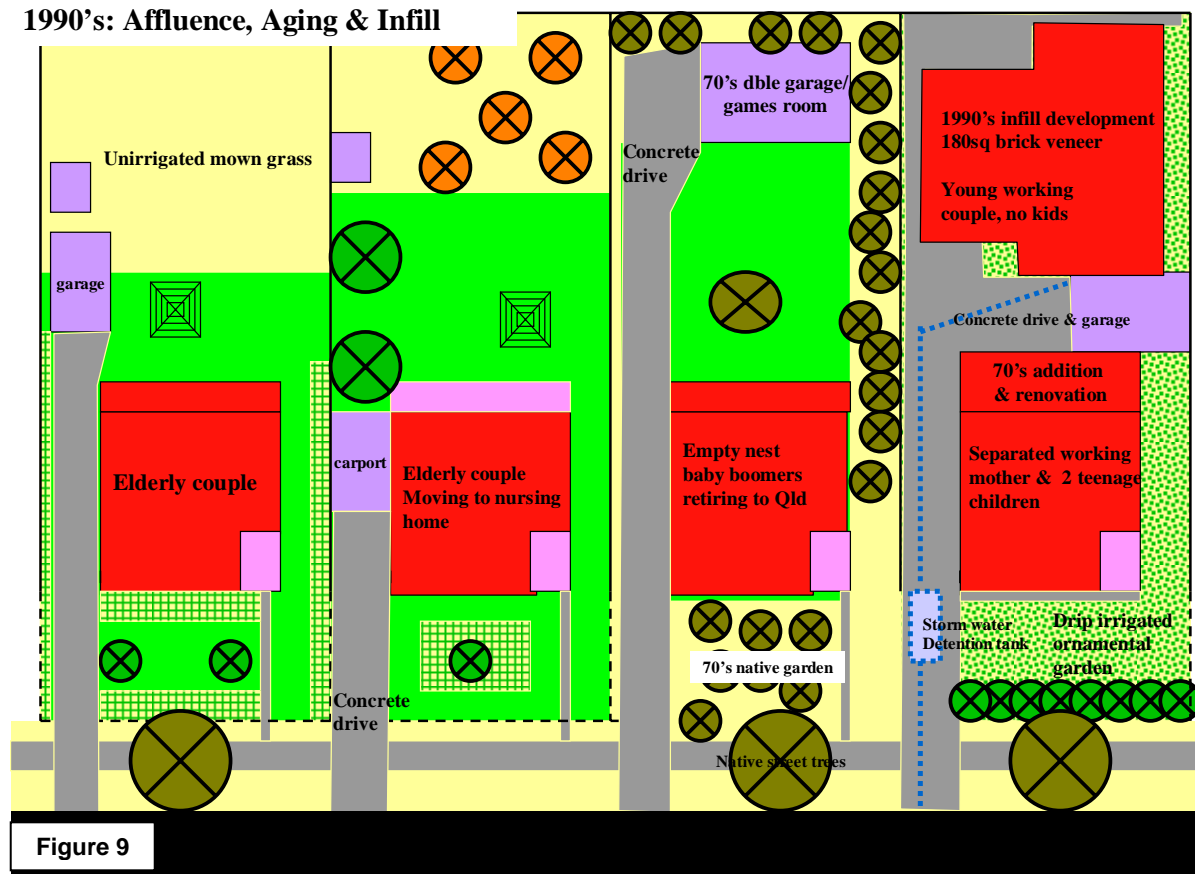 1990's: Affluence, Aging & Infill
Unirrigated mown grass
garage
Elderly couple
carport
Elderly couple
Moving to nursing
home
Concrete
drive
70's dble garage/
games room
Concrete
drive
Empty nest
baby boomers
retiring to Qld
70's native garden
Native street trees
1990's infill development
180sq brick veneer
Young working
couple, no kids
Concrete drive & garage
70's addition
& renovation
Separated working
mother & 2 teenage
children
Storm water
Detention tank
Drip irrigated
ornamental
garden
Figure 9